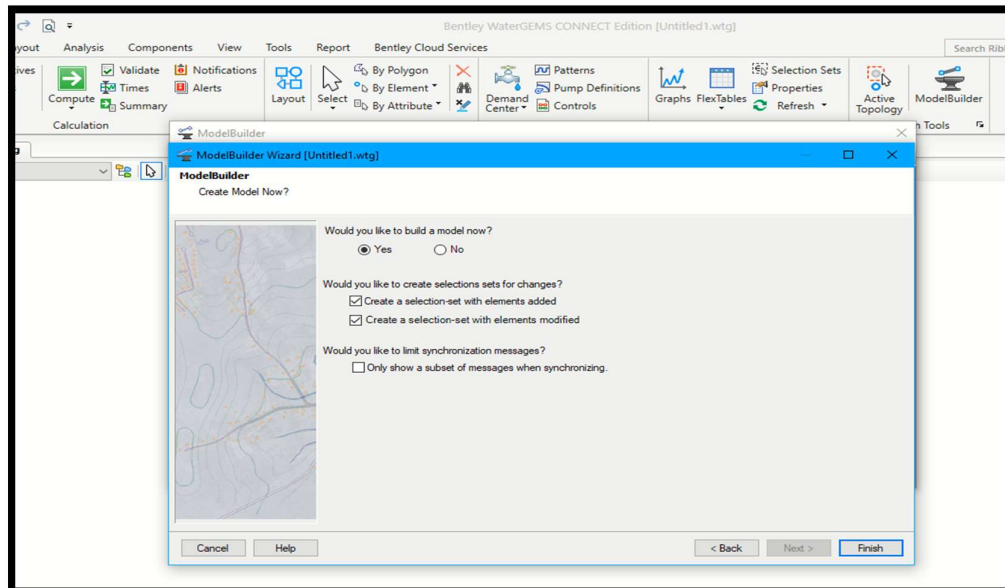 Bentley WaterGEMS CONNECT Edition [Untitled1.wtg]
Analysis Components View Tools Report Bentley Cloud Services
Validate Notifications By Polygon Patterns Selection Sets
Times Alerts By Element Pump Definitions Properties
Compute Summary Layout Select By Attribute Demand Center Controls Graphs FlexTables Refresh Active Topology ModelBuilder
Calculation Tools
ModelBuilder
ModelBuilder Wizard [Untitled1.wtg]
ModelBuilder
Create Model Now?
Would you like to build a model now?
Yes No
Would you like to create selections sets for changes?
Create a selection-set with elements added
Create a selection-set with elements modified
Would you like to limit synchronization messages?
Only show a subset of messages when synchronizing.
Cancel Help < Back Next > Finish